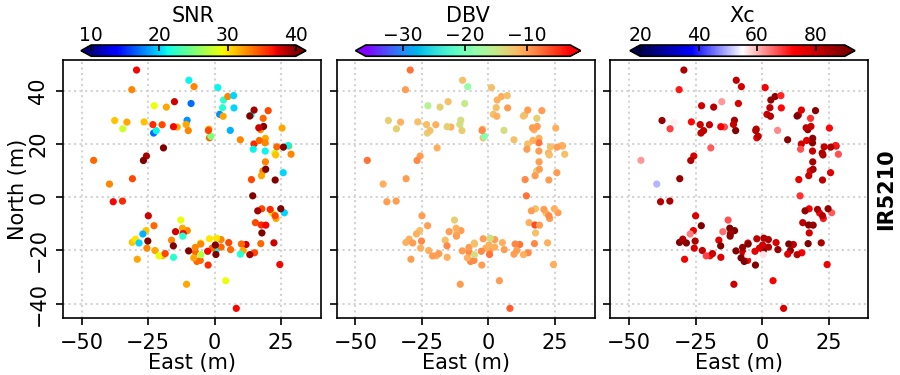 SNR
DBV
Xc
10 20 30 40
−30 −20 −10
20 40 60 80
North (m)
40
20
0
−20
−40
−50 −25 0 25
−50 −25 0 25
−50 −25 0 25
East (m)
East (m)
East (m)
IR5210